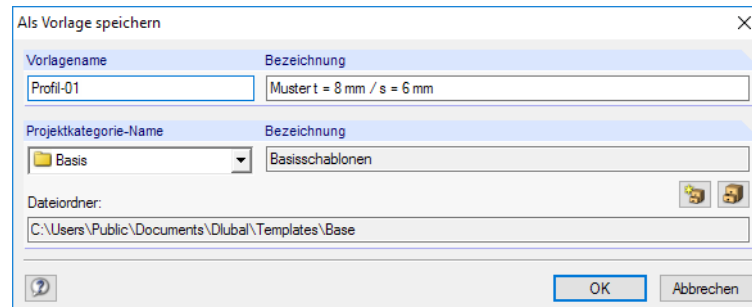 Als Vorlage speichern
Vorlagename Bezeichnung
Profil-01 Muster t = 8 mm / s = 6 mm
Projektkategorie-Name Bezeichnung
Basis Basisschablonen
Dateiordner:
C:\Users\Public\Documents\Dlubal\Templates\Base
OK Abbrechen